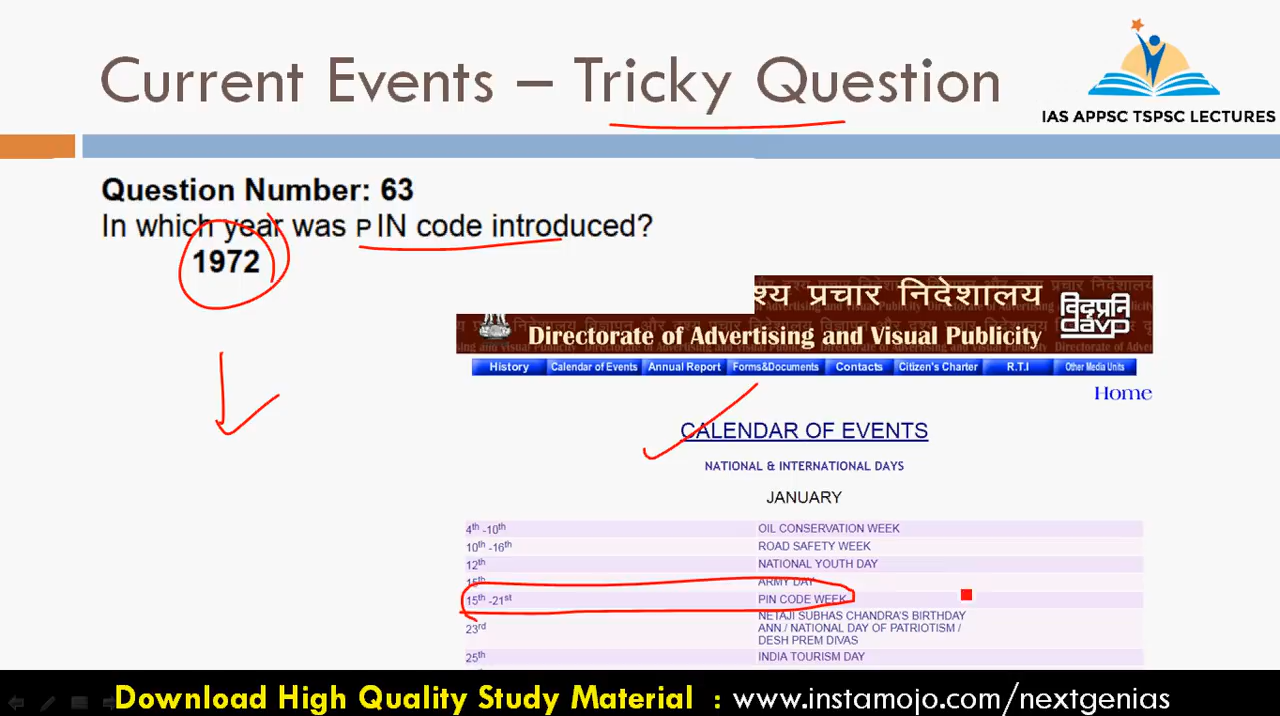 Current Events – Tricky Question
IAS APPSC TSPSC LECTURES
Question Number: 63
In which year was PIN code introduced?
1972
श्य प्रचार निदेशालय
Directorate of Advertising and Visual Publicity
विदृप्रनि
davp
History Calendar of Events Annual Report Forms&Documents Contacts Citizen's Charter R.T.I Other Media Units
Home
CALENDAR OF EVENTS
NATIONAL & INTERNATIONAL DAYS
JANUARY
4th -10th OIL CONSERVATION WEEK
10th -16th ROAD SAFETY WEEK
12th NATIONAL YOUTH DAY
15th ARMY DAY
15th -21st PIN CODE WEEK
23rd NETAJI SUBHAS CHANDRA'S BIRTHDAY
ANN / NATIONAL DAY OF PATRIOTISM /
DESH PREM DIVAS
25th INDIA TOURISM DAY
Download High Quality Study Material : www.instamojo.com/nextgenias